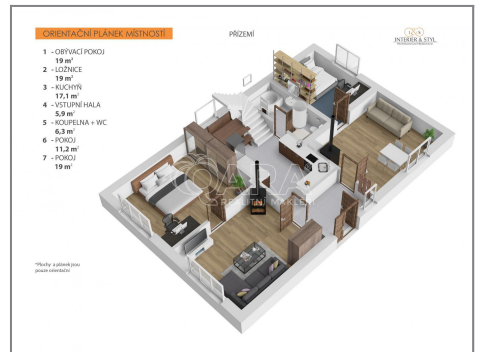 ORIENTAČNÍ PLÁNEK MÍSTNOSTÍ
PŘÍZEMÍ
INTERIER & STYL
1 - OBÝVACÍ POKOJ
19 m²
2 - LOŽNICE
19 m²
3 - KUCHYŇ
17,1 m²
4 - VSTUPNÍ HALA
5,9 m²
5 - KOUPELNA + WC
6,3 m²
6 - POKOJ
11,2 m²
7 - POKOJ
19 m²
REALITNÍ MAKLÉŘI
*Plochy a plánek jsou
pouze orientační